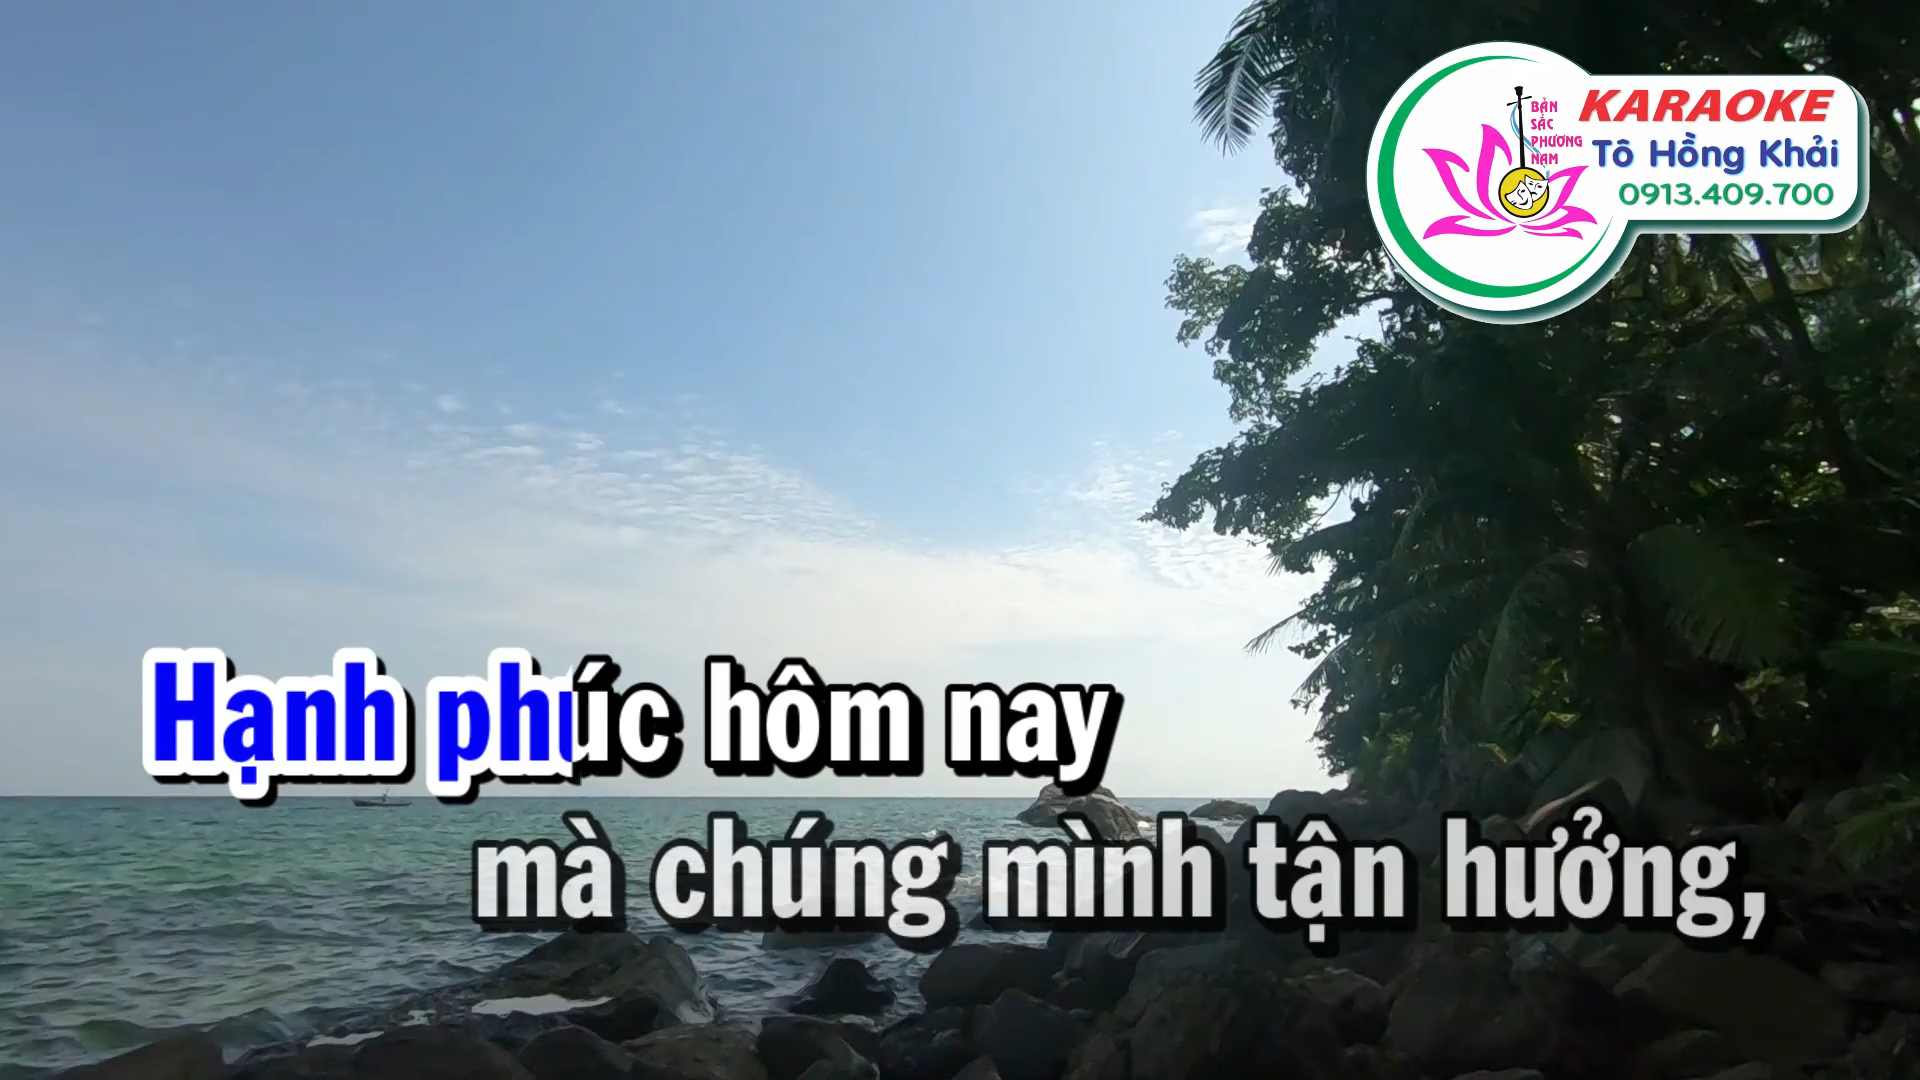 BẢN
SẮC
PHƯƠNG
NAM
KARAOKE
Tô Hồng Khải
0913.409.700
Hạnh phúc hôm nay
mà chúng mình tận hưởng,